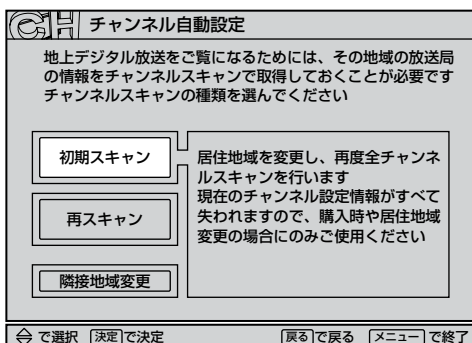 CH チャンネル自動設定
地上デジタル放送をご覧になるためには、その地域の放送局
の情報をチャンネルスキャンで取得しておくことが必要です
チャンネルスキャンの種類を選んでください
初期スキャン
再スキャン
隣接地域変更
居住地域を変更し、再度全チャンネ
ルスキャンを行います
現在のチャンネル設定情報がすべて
失われますので、購入時や居住地域
変更の場合にのみご使用ください
で選択 決定で決定 戻るで戻る メニューで終了